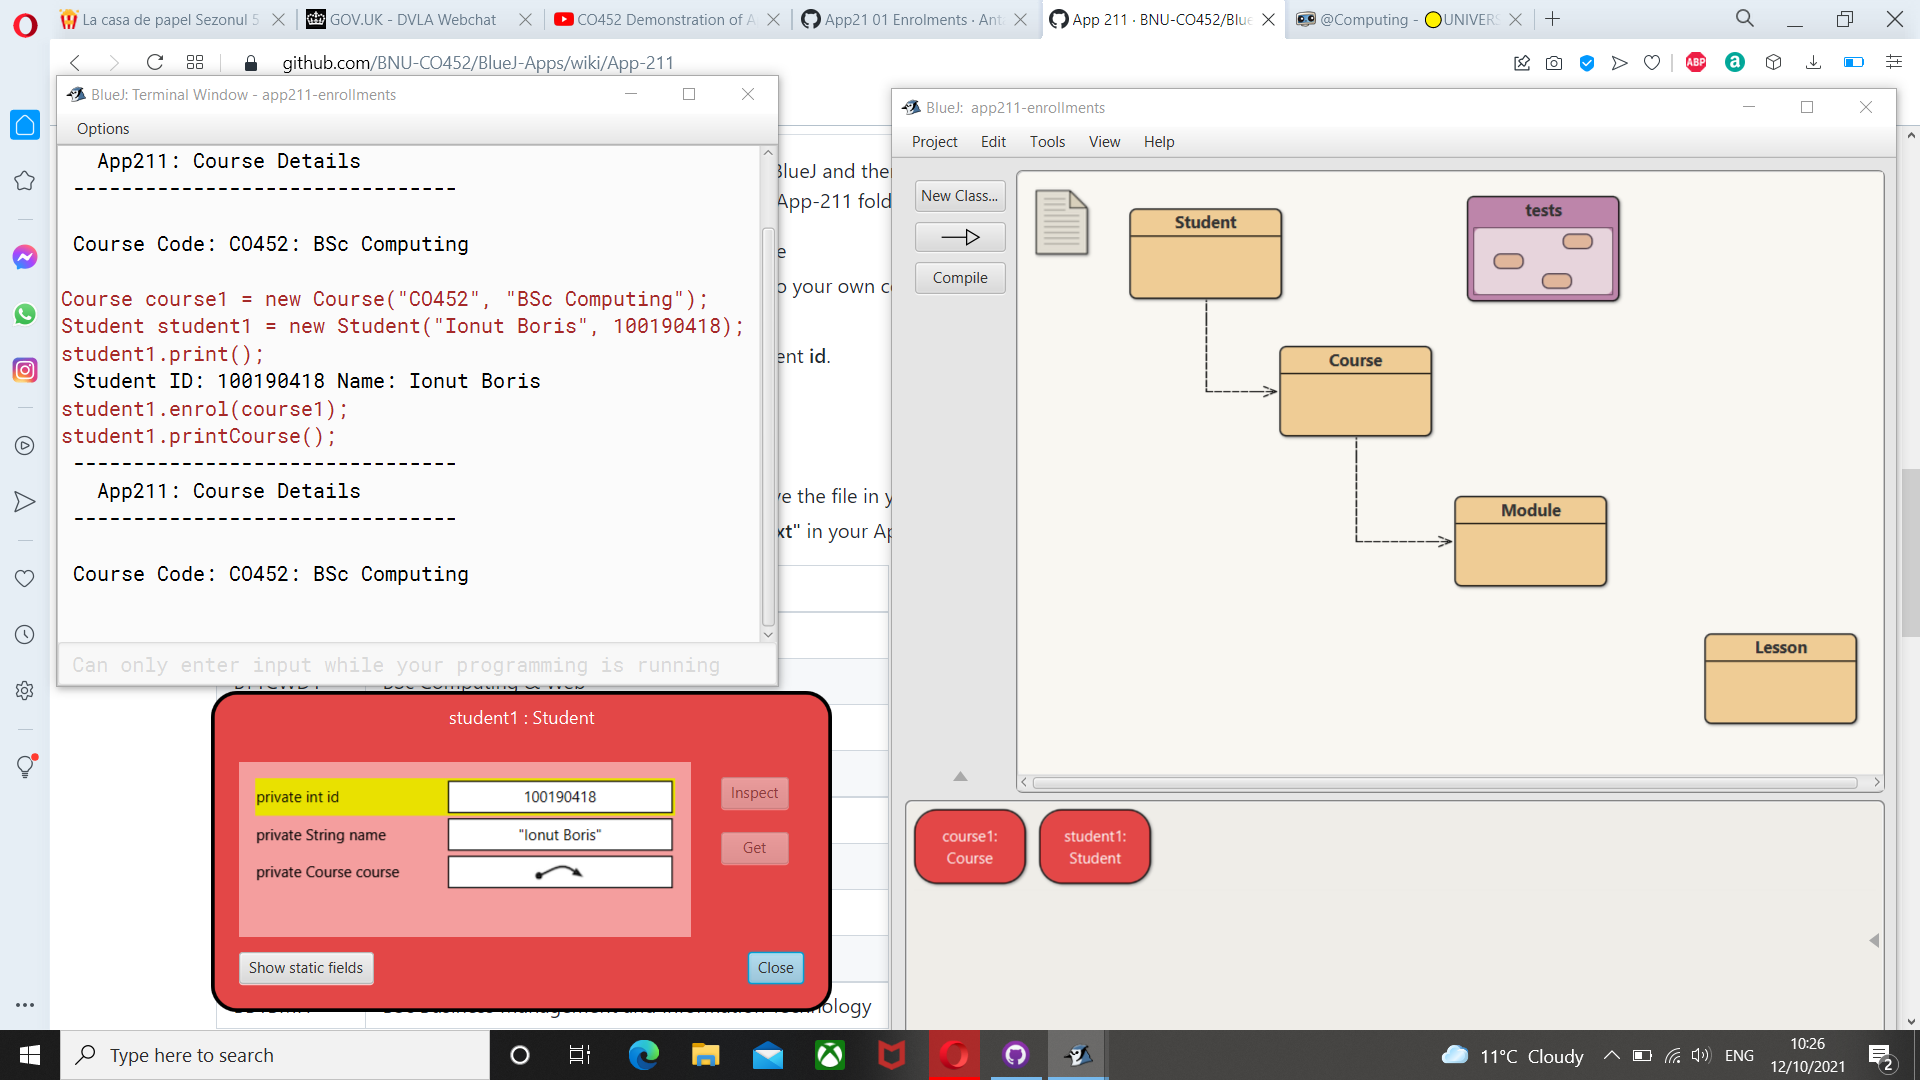 La casa de papel Sezonul 5
GOV.UK - DVLA Webchat
CO452 Demonstration of A
App21 01 Enrolments · Ant
App 211 · BNU-CO452/Blue
@Computing - UNIVERS
github.com/BNU-CO452/BlueJ-Apps/wiki/App-211
ABP
a
BlueJ: Terminal Window - app211-enrollments
Options
App211: Course Details
--------------------------------
Course Code: CO452: BSc Computing
Course course1 = new Course("CO452", "BSc Computing");
Student student1 = new Student("Ionut Boris", 100190418);
student1.print();
Student ID: 100190418 Name: Ionut Boris
student1.enrol(course1);
student1.printCourse();
--------------------------------
App211: Course Details
--------------------------------
Course Code: CO452: BSc Computing
Can only enter input while your programming is running
BlueJ and the
App-211 fold
e
o your own c
ent id.
ve the file in y
xt" in your Ap
BSc Computing & Web
student1 : Student
private int id
100190418
private String name
"Ionut Boris"
private Course course
Inspect
Get
Show static fields
Close
nology
BlueJ: app211-enrollments
Project
Edit
Tools
View
Help
New Class...
Compile
Student
tests
Course
Module
Lesson
course1:
Course
student1:
Student
Type here to search
11°C Cloudy
ENG
10:26
12/10/2021
2